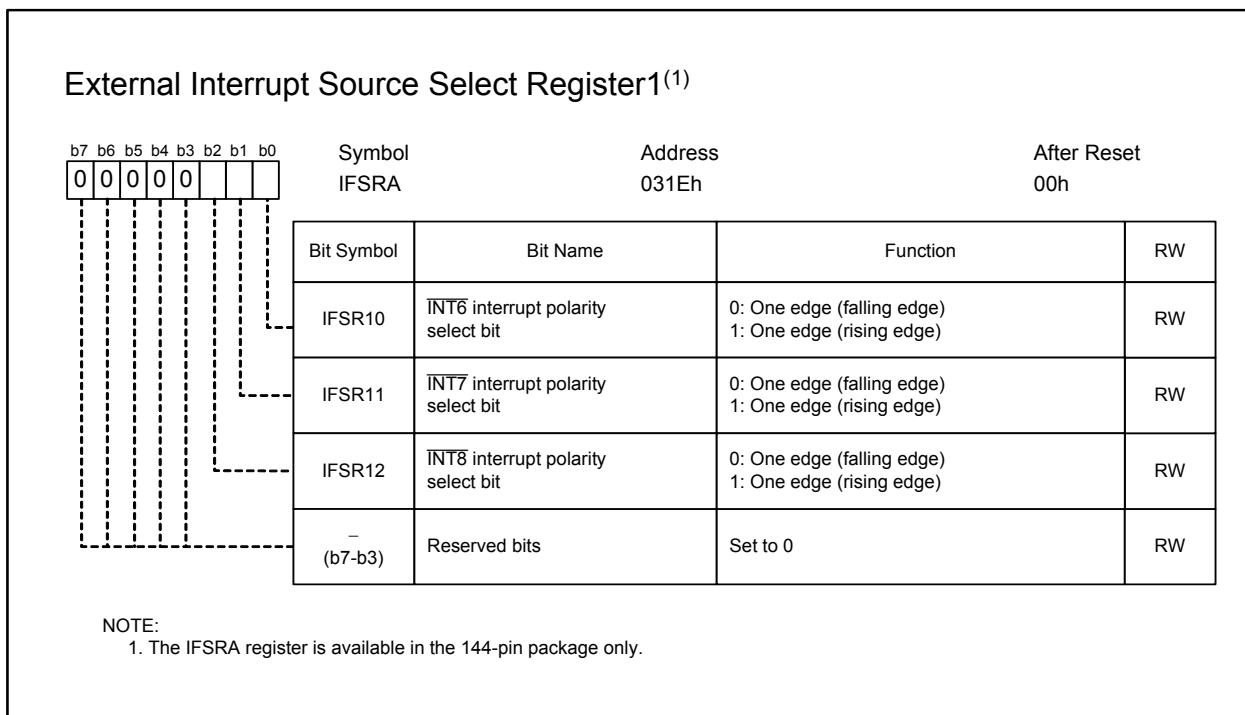 External Interrupt Source Select Register1(1)
b7 b6 b5 b4 b3 b2 b1 b0
0 0 0 0 0
Symbol Address After Reset
IFSRA 031Eh 00h
Bit Symbol Bit Name Function RW
IFSR10 INT6 interrupt polarity select bit 0: One edge (falling edge) RW
1: One edge (rising edge)
IFSR11 INT7 interrupt polarity select bit 0: One edge (falling edge) RW
1: One edge (rising edge)
IFSR12 INT8 interrupt polarity select bit 0: One edge (falling edge) RW
1: One edge (rising edge)
–
(b7-b3) Reserved bits Set to 0 RW
NOTE:
1. The IFSRA register is available in the 144-pin package only.